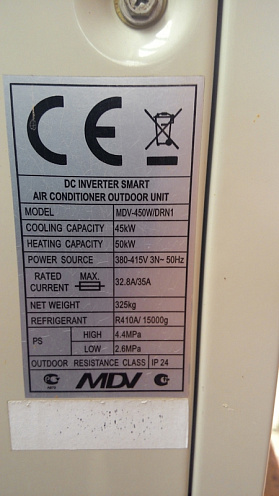 CE
DC INVERTER SMART
AIR CONDITIONER OUTDOOR UNIT
MODEL MDV-450W/DRN1
COOLING CAPACITY 45kW
HEATING CAPACITY 50kW
POWER SOURCE 380-415V 3N~ 50Hz
RATED CURRENT MAX. 32.8A/35A
NET WEIGHT 325kg
REFRIGERANT R410A/ 15000g
PS HIGH 4.4MPa
LOW 2.6MPa
OUTDOOR RESISTANCE CLASS IP 24
MDV